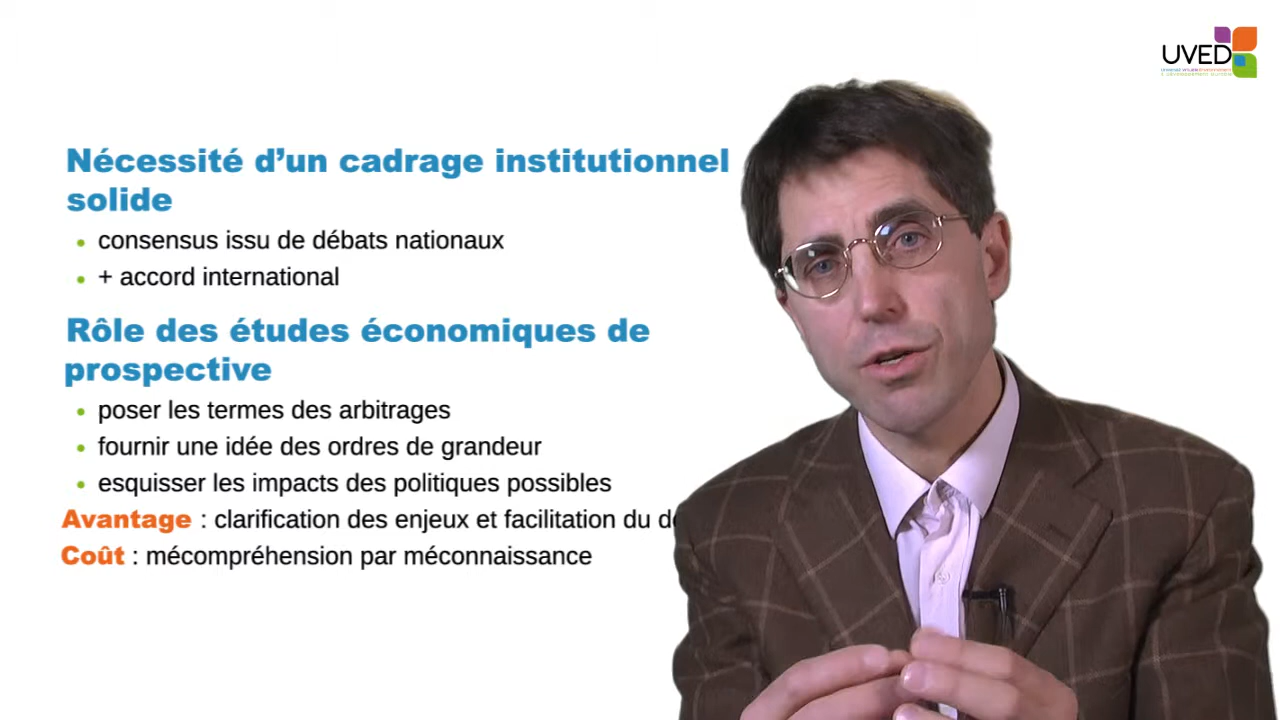 UVED
Nécessité d’un cadrage institutionnel
solide
consensus issu de débats nationaux
+ accord international
Rôle des études économiques de
prospective
poser les termes des arbitrages
fournir une idée des ordres de grandeur
esquisser les impacts des politiques possibles
Avantage : clarification des enjeux et facilitation du
Coût : mécompréhension par méconnaissance